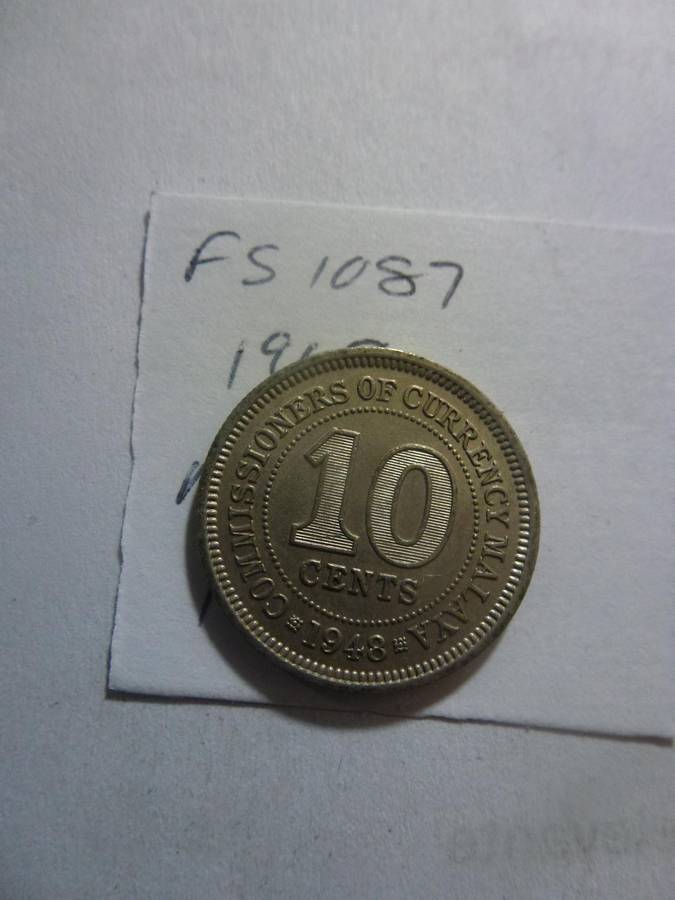 FS 1087
COMMISSIONERS OF CURRENCY MALAYA
10
CENTS
1948